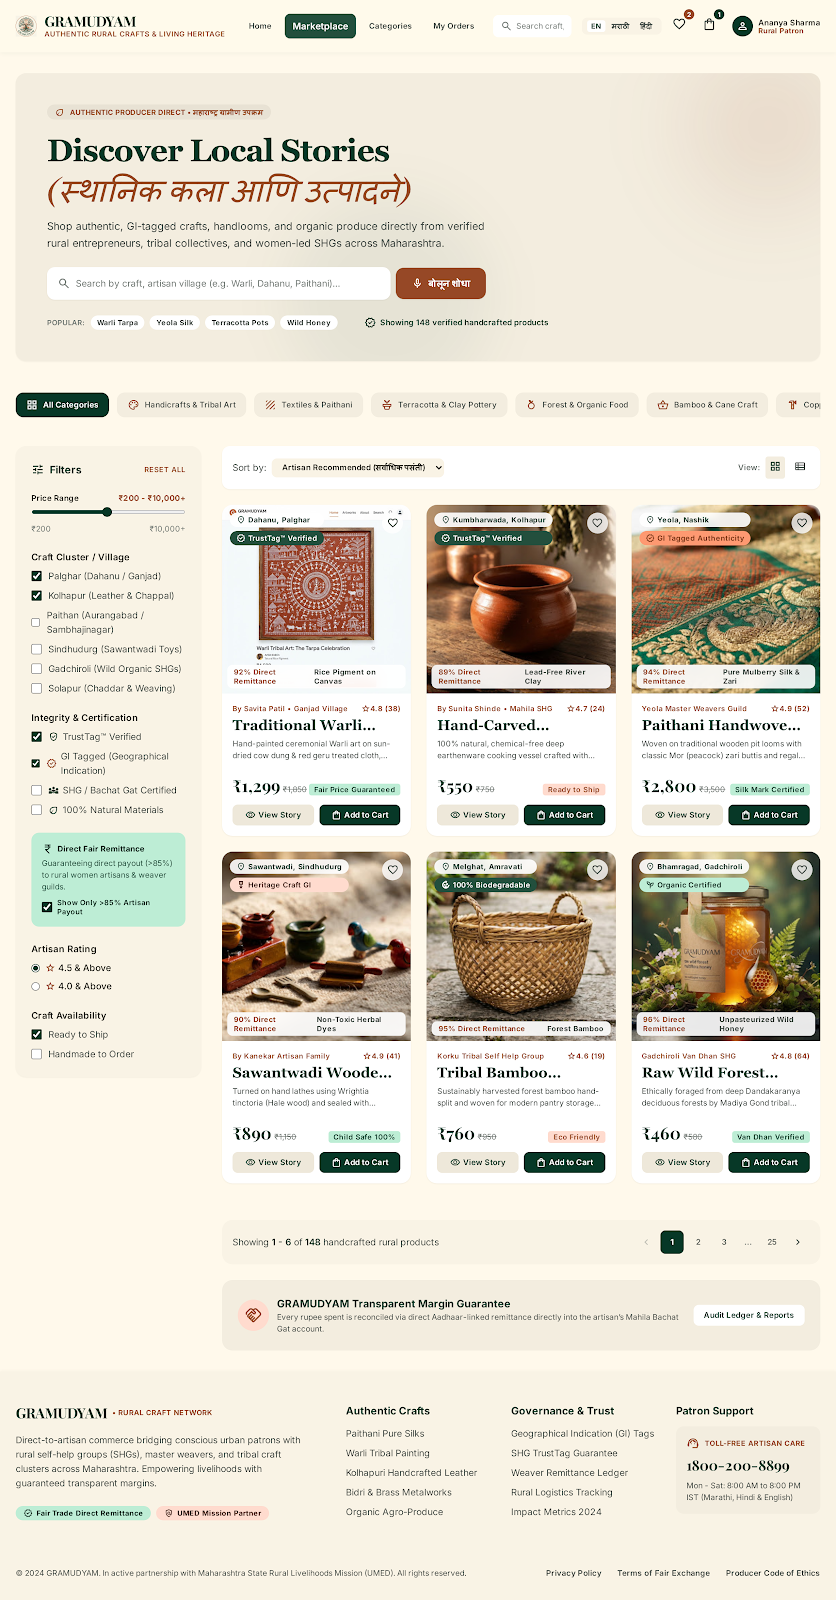 GRAMUDYAM
AUTHENTIC RURAL CRAFTS & LIVING HERITAGE
Home
Marketplace
Categories
My Orders
Search craft,
EN
मराठी
हिंदी
2
1
Ananya Sharma
Rural Patron
AUTHENTIC PRODUCER DIRECT • महाराष्ट्र ग्रामीण उपक्रम
Discover Local Stories
(स्थानिक कला आणि उत्पादने)
Shop authentic, GI-tagged crafts, handlooms, and organic produce directly from verified
rural entrepreneurs, tribal collectives, and women-led SHGs across Maharashtra.
Search by craft, artisan village (e.g. Warli, Dahanu, Paithani)...
बोलून शोधा
POPULAR:
Warli Tarpa
Yeola Silk
Terracotta Pots
Wild Honey
Showing 148 verified handcrafted products
All Categories
Handicrafts & Tribal Art
Textiles & Paithani
Terracotta & Clay Pottery
Forest & Organic Food
Bamboo & Cane Craft
Copp
Filters
RESET ALL
Price Range
₹200 - ₹10,000+
₹200
₹10,000+
Craft Cluster / Village
Palghar (Dahanu / Ganjad)
Kolhapur (Leather & Chappal)
Paithan (Aurangabad /
Sambhajinagar)
Sindhudurg (Sawantwadi Toys)
Gadchiroli (Wild Organic SHGs)
Solapur (Chaddar & Weaving)
Integrity & Certification
TrustTag™ Verified
GI Tagged (Geographical
Indication)
SHG / Bachat Gat Certified
100% Natural Materials
Direct Fair Remittance
Guaranteeing direct payout (>85%)
to rural women artisans & weaver
guilds.
Show Only >85% Artisan
Payout
Artisan Rating
4.5 & Above
4.0 & Above
Craft Availability
Ready to Ship
Handmade to Order
Sort by:
Artisan Recommended (सर्वाधिक पसंती)
View:
GRAMUDYAM
Dahanu, Palghar
TrustTag™ Verified
Warli Tribal Art: The Tarpa Celebration
92% Direct
Remittance
Rice Pigment on
Canvas
By Savita Patil • Ganjad Village
4.8 (38)
Traditional Warli...
Hand-painted ceremonial Warli art on sun-
dried cow dung & red geru treated cloth,...
₹1,299 ₹1,850
Fair Price Guaranteed
View Story
Add to Cart
Kumbharwada, Kolhapur
TrustTag™ Verified
89% Direct
Remittance
Lead-Free River
Clay
By Sunita Shinde • Mahila SHG
4.7 (24)
Hand-Carved...
100% natural, chemical-free deep
earthenware cooking vessel crafted with...
₹550 ₹750
Ready to Ship
View Story
Add to Cart
Yeola, Nashik
GI Tagged Authenticity
94% Direct
Remittance
Pure Mulberry Silk &
Zari
Yeola Master Weavers Guild
4.9 (52)
Paithani Handwove...
Woven on traditional wooden pit looms with
classic Mor (peacock) zari buttis and regal...
₹2,800 ₹3,500
Silk Mark Certified
View Story
Add to Cart
Sawantwadi, Sindhudurg
Heritage Craft GI
90% Direct
Remittance
Non-Toxic Herbal
Dyes
By Kanekar Artisan Family
4.9 (41)
Sawantwadi Woode...
Turned on hand lathes using Wrightia
tinctoria (Hale wood) and sealed with...
₹890 ₹1,150
Child Safe 100%
View Story
Add to Cart
Melghat, Amravati
100% Biodegradable
95% Direct Remittance
Forest Bamboo
Korku Tribal Self Help Group
4.6 (19)
Tribal Bamboo...
Sustainably harvested forest bamboo hand-
split and woven for modern pantry storage...
₹760 ₹950
Eco Friendly
View Story
Add to Cart
Bhamragad, Gadchiroli
Organic Certified
GRAMUDYAM
GRAMUDYAM
96% Direct
Remittance
Unpasteurized Wild
Honey
Gadchiroli Van Dhan SHG
4.8 (64)
Raw Wild Forest...
Ethically foraged from deep Dandakaranya
deciduous forests by Madiya Gond tribal...
₹460 ₹580
Van Dhan Verified
View Story
Add to Cart
Showing 1 - 6 of 148 handcrafted rural products
1
2
3
...
25
GRAMUDYAM Transparent Margin Guarantee
Every rupee spent is reconciled via direct Aadhaar-linked remittance directly into the artisan's Mahila Bachat
Gat account.
Audit Ledger & Reports
GRAMUDYAM • RURAL CRAFT NETWORK
Direct-to-artisan commerce bridging conscious urban patrons with
rural self-help groups (SHGs), master weavers, and tribal craft
clusters across Maharashtra. Empowering livelihoods with
guaranteed transparent margins.
Fair Trade Direct Remittance
UMED Mission Partner
Authentic Crafts
Paithani Pure Silks
Warli Tribal Painting
Kolhapuri Handcrafted Leather
Bidri & Brass Metalworks
Organic Agro-Produce
Governance & Trust
Geographical Indication (GI) Tags
SHG TrustTag Guarantee
Weaver Remittance Ledger
Rural Logistics Tracking
Impact Metrics 2024
Patron Support
TOLL-FREE ARTISAN CARE
1800-200-8899
Mon - Sat: 8:00 AM to 8:00 PM
IST (Marathi, Hindi & English)
© 2024 GRAMUDYAM. In active partnership with Maharashtra State Rural Livelihoods Mission (UMED). All rights reserved.
Privacy Policy
Terms of Fair Exchange
Producer Code of Ethics